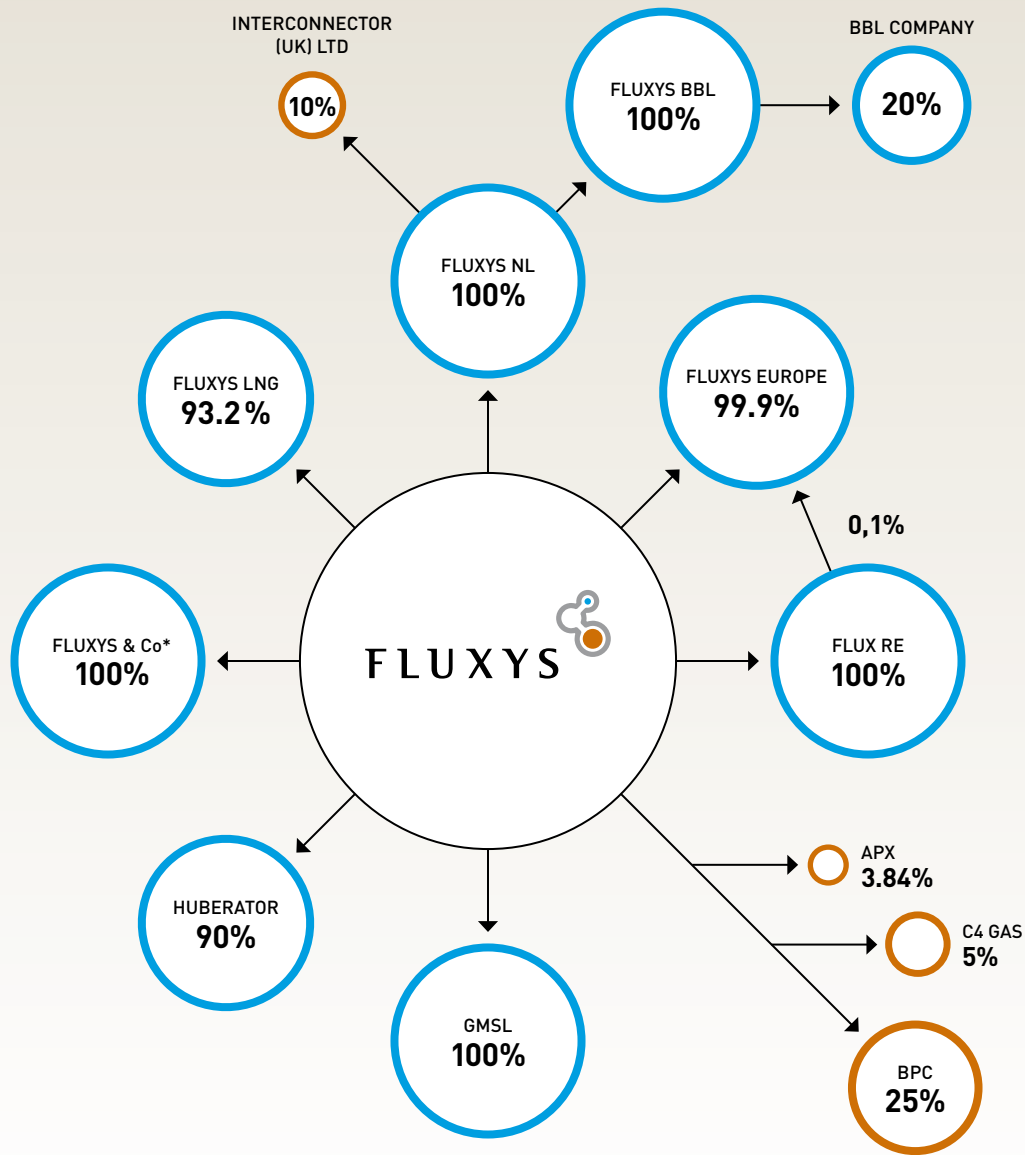 INTERCONNECTOR
(UK) LTD
10%
FLUXYS BBL
100%
BBL COMPANY
20%
FLUXYS NL
100%
FLUXYS LNG
93.2%
FLUXYS EUROPE
99.9%
0,1%
FLUXYS & Co*
100%
FLUXYS
FLUX RE
100%
HUBERATOR
90%
GMSL
100%
APX
3.84%
C4 GAS
5%
BPC
25%